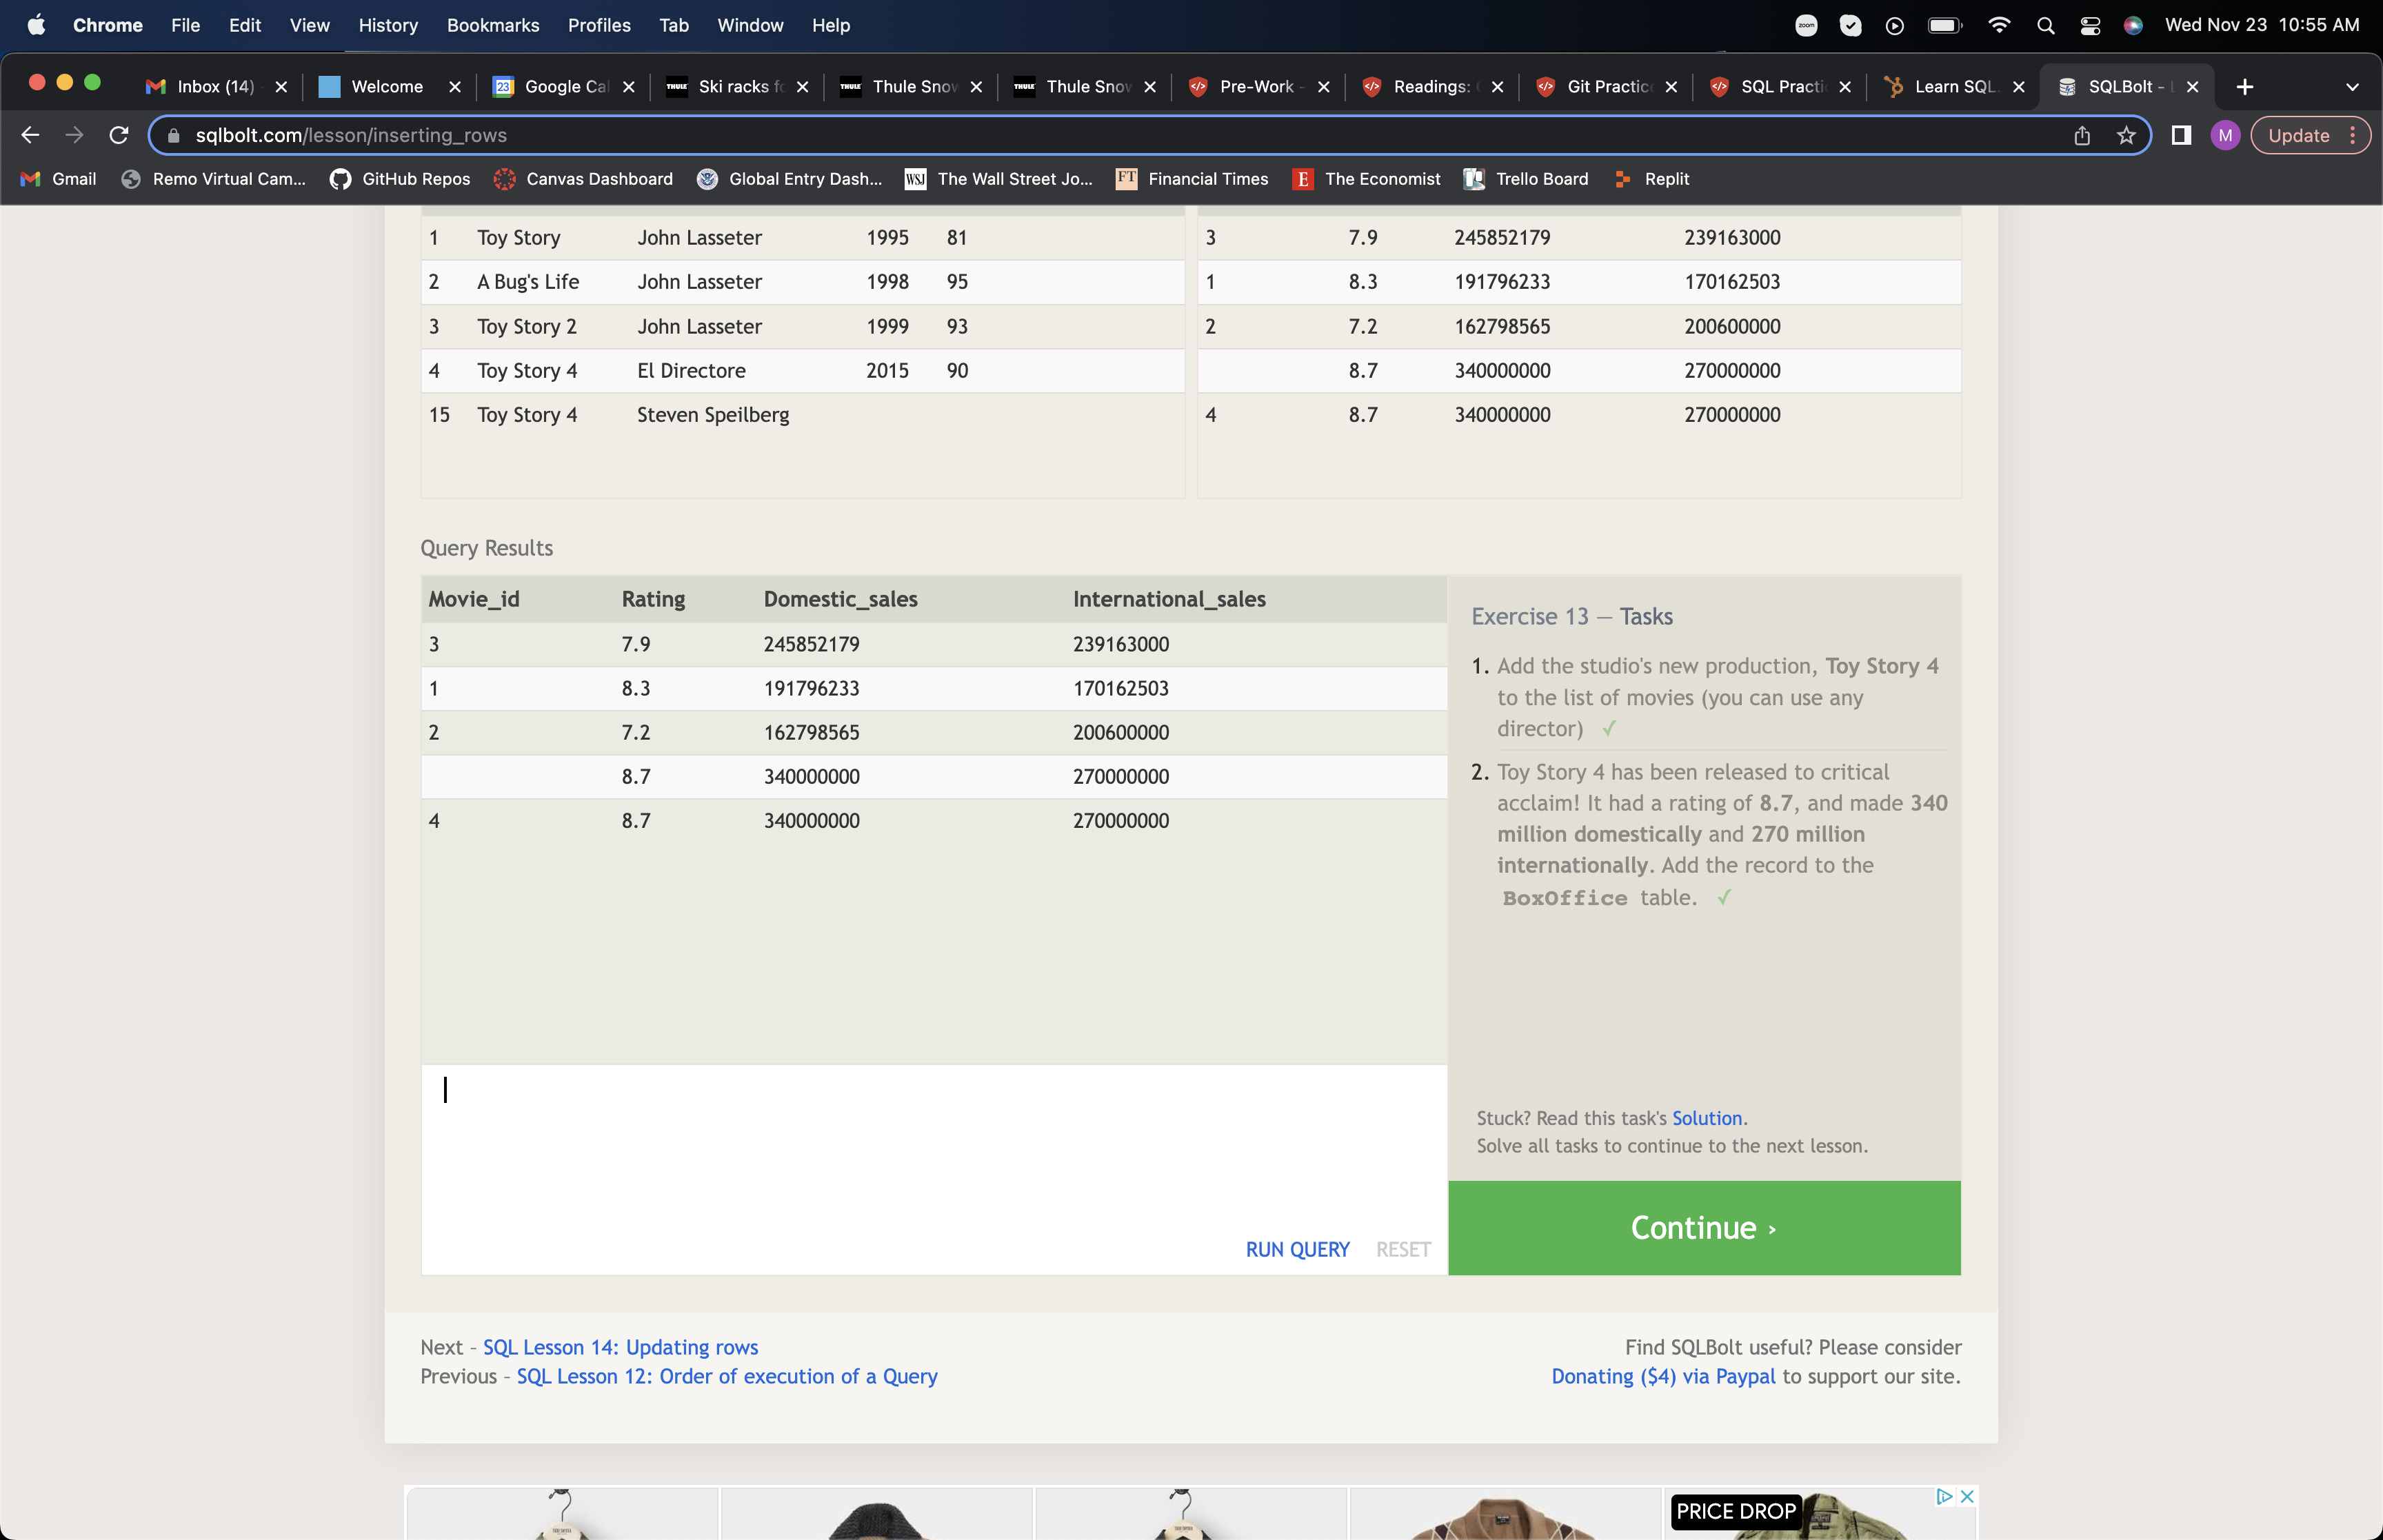 Chrome File Edit View History Bookmarks Profiles Tab Window Help zoom Wed Nov 23 10:55 AM
Inbox (14) Welcome 23 Google Cal THULE Ski racks fo THULE Thule Snow THULE Thule Snow Pre-Work - Readings: Git Practice SQL Practi Learn SQL SQLBolt - L
sqlbolt.com/lesson/inserting_rows M Update
Gmail Remo Virtual Cam... GitHub Repos Canvas Dashboard Global Entry Dash... WSJ The Wall Street Jo... FT Financial Times E The Economist Trello Board Replit
1 Toy Story John Lasseter 1995 81
2 A Bug's Life John Lasseter 1998 95
3 Toy Story 2 John Lasseter 1999 93
4 Toy Story 4 El Directore 2015 90
15 Toy Story 4 Steven Speilberg
3 7.9 245852179 239163000
1 8.3 191796233 170162503
2 7.2 162798565 200600000
8.7 340000000 270000000
4 8.7 340000000 270000000
Query Results
Movie_id Rating Domestic_sales International_sales
3 7.9 245852179 239163000
1 8.3 191796233 170162503
2 7.2 162798565 200600000
8.7 340000000 270000000
4 8.7 340000000 270000000
RUN QUERY RESET
Exercise 13 — Tasks
1. Add the studio's new production, Toy Story 4
to the list of movies (you can use any
director) ✓
2. Toy Story 4 has been released to critical
acclaim! It had a rating of 8.7, and made 340
million domestically and 270 million
internationally. Add the record to the
BoxOffice table. ✓
Stuck? Read this task's Solution.
Solve all tasks to continue to the next lesson.
Continue ›
Next – SQL Lesson 14: Updating rows
Previous – SQL Lesson 12: Order of execution of a Query
Find SQLBolt useful? Please consider
Donating ($4) via Paypal to support our site.
PRICE DROP